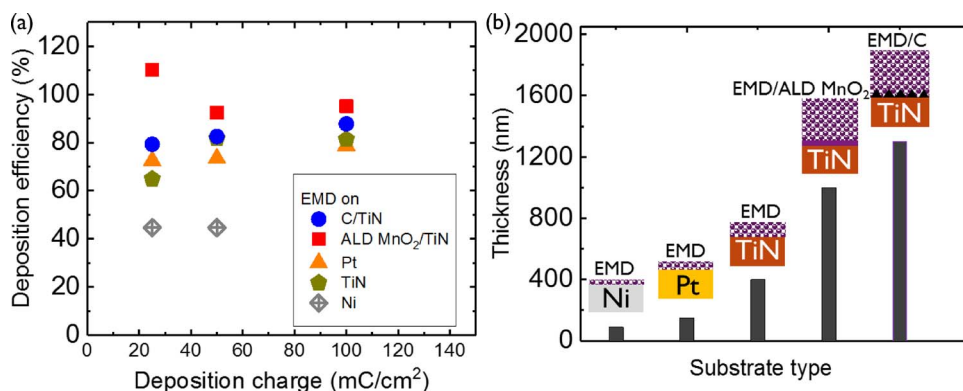 (a)
Deposition efficiency (%)
120
100
80
60
40
20
0
EMD on
C/TiN
ALD MnO₂/TiN
Pt
TiN
Ni
0 20 40 60 80 100 120 140
Deposition charge (mC/cm²)
(b)
Thickness (nm)
2000
1600
1200
800
400
0
EMD
Ni
EMD
Pt
EMD
TiN
EMD/ALD MnO₂
TiN
EMD/C
TiN
Substrate type